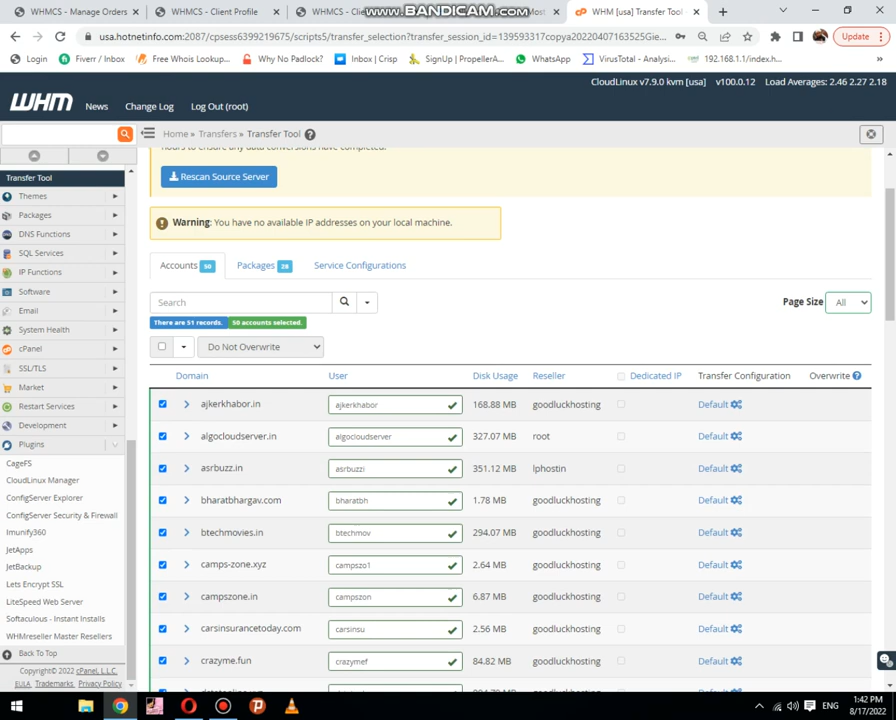 WHMCS - Manage Orders
WHMCS - Client Profile
WHMCS - Clie
WWW.BANDICAM.COM
WHM [usa] Transfer Tool
usa.hotnetinfo.com:2087/cpsess6399219675/scripts5/transfer_selection?transfer_session_id=139593317copya20220407163525Gie...
Update
Login
Fiverr / Inbox
Free Whois Lookup...
Why No Padlock?
Inbox | Crisp
SignUp | PropellerA...
WhatsApp
VirusTotal - Analysi...
192.168.1.1/index.h...
CloudLinux v7.9.0 kvm [usa] v100.0.12 Load Averages: 2.46 2.27 2.18
WHM
News
Change Log
Log Out (root)
Home » Transfers » Transfer Tool
Transfer Tool
Themes
Packages
DNS Functions
SQL Services
IP Functions
Software
Email
System Health
cPanel
SSL/TLS
Market
Restart Services
Development
Plugins
CageFS
CloudLinux Manager
ConfigServer Explorer
ConfigServer Security & Firewall
Imunify360
JetApps
JetBackup
Lets Encrypt SSL
LiteSpeed Web Server
Softaculous - Instant Installs
WHMreseller Master Resellers
Back To Top
Copyright© 2022 cPanel, L.L.C.
EULA Trademarks Privacy Policy
hours to ensure any data conversions have completed.
Rescan Source Server
Warning: You have no available IP addresses on your local machine.
Accounts 50
Packages 28
Service Configurations
Search
Page Size
All
There are 51 records.
50 accounts selected.
Do Not Overwrite
Domain User Disk Usage Reseller Dedicated IP Transfer Configuration Overwrite
ajkerkhabor.in ajkerkhabor 168.88 MB goodluckhosting Default
algocloudserver.in algocloudserver 327.07 MB root Default
asrbuzz.in asrbuzzi 351.12 MB lphostin Default
bharatbhargav.com bharatbh 1.78 MB goodluckhosting Default
btechmovies.in btechmov 294.07 MB goodluckhosting Default
camps-zone.xyz campszo1 2.64 MB goodluckhosting Default
campszone.in campszon 6.87 MB goodluckhosting Default
carsinsurancetoday.com carsinsu 2.56 MB goodluckhosting Default
crazyme.fun crazymef 84.82 MB goodluckhosting Default
ENG
1:42 PM
8/17/2022